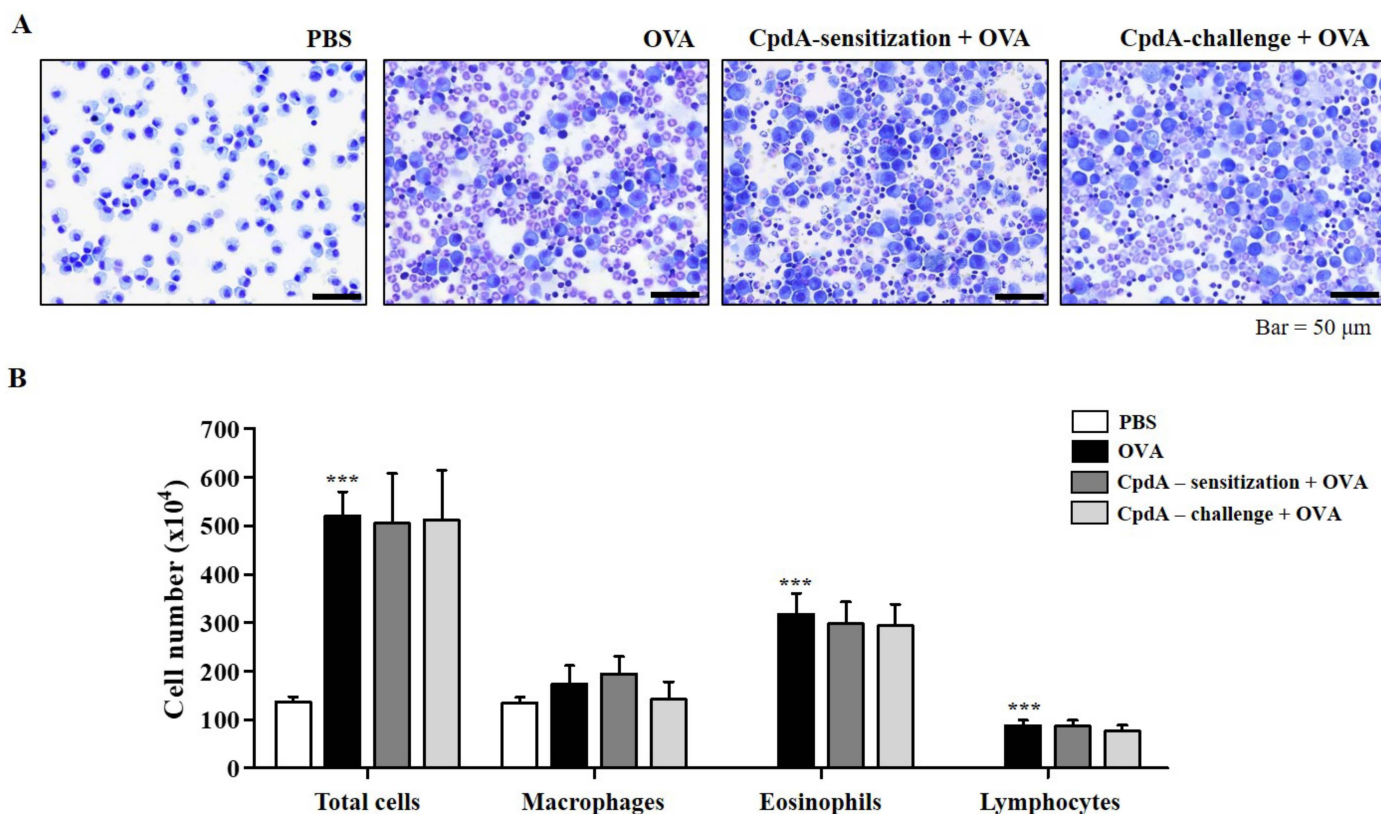 A
PBS
OVA
CpdA-sensitization + OVA
CpdA-challenge + OVA
Bar = 50 μm
B
PBS
OVA
CpdA – sensitization + OVA
CpdA – challenge + OVA
Cell number (x10⁴)
700
600
500
400
300
200
100
0
***
***
***
Total cells
Macrophages
Eosinophils
Lymphocytes